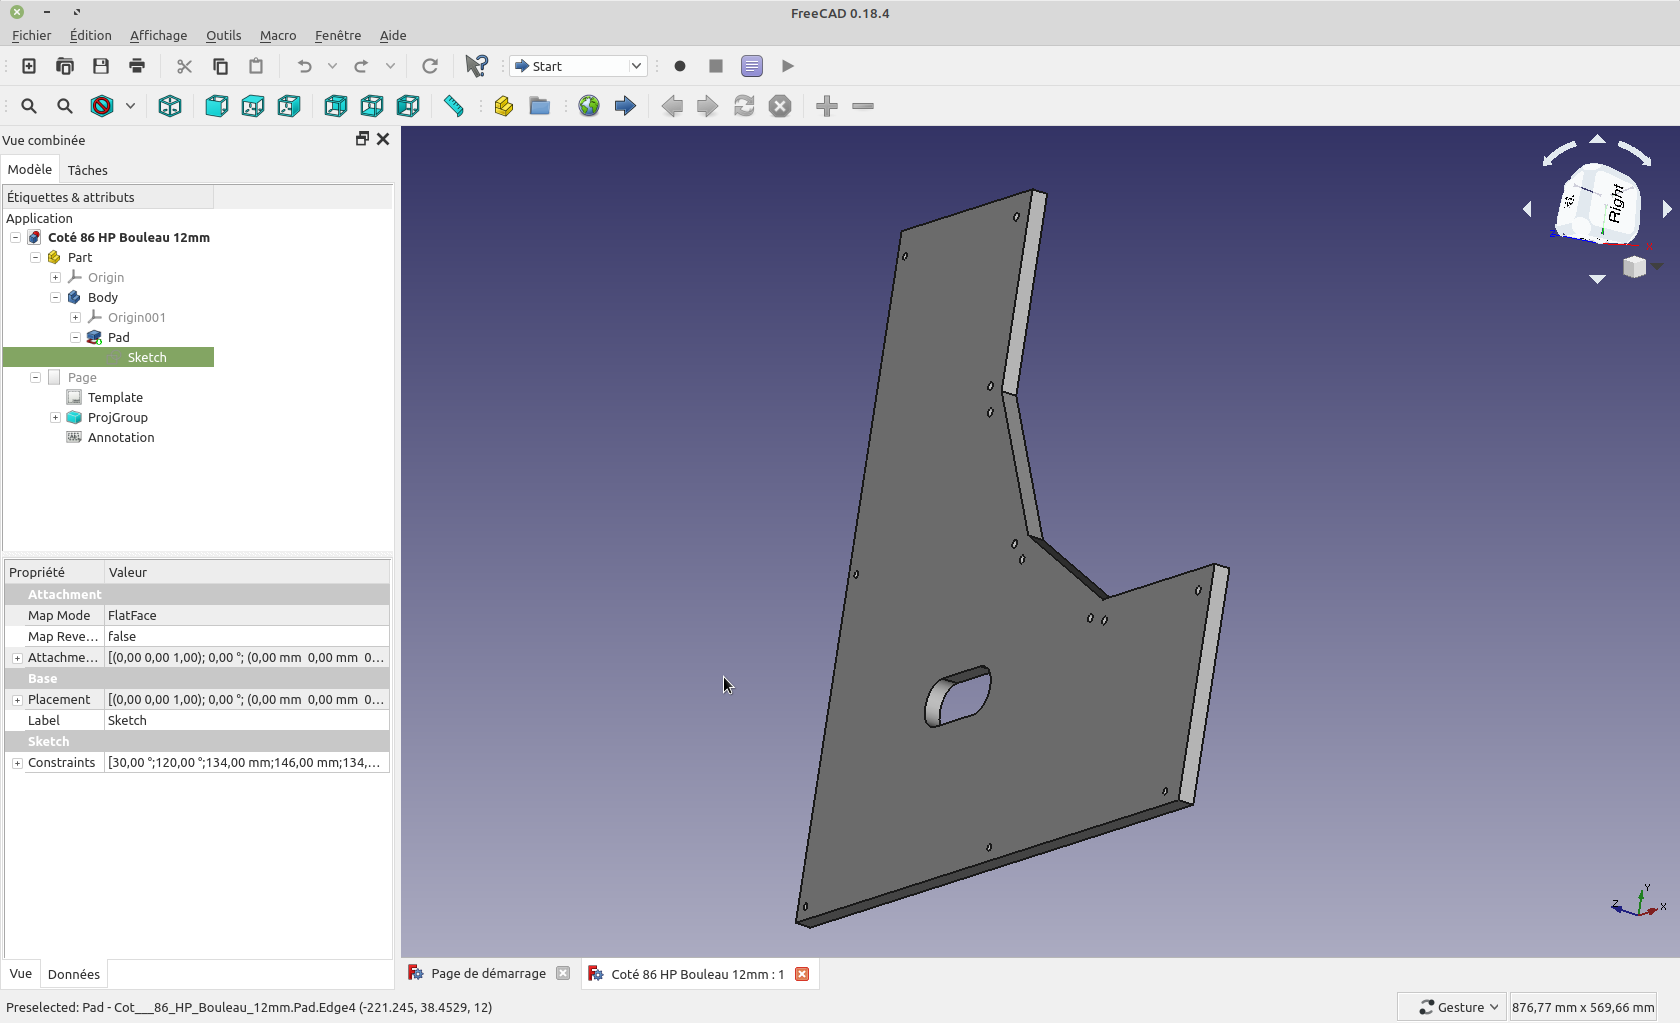 FreeCAD 0.18.4
Fichier Édition Affichage Outils Macro Fenêtre Aide
Start
Vue combinée
Modèle Tâches
Étiquettes & attributs
Application
Coté 86 HP Bouleau 12mm
Part
Origin
Body
Origin001
Pad
Sketch
Page
Template
ProjGroup
Annotation
Propriété Valeur
Attachment
Map Mode FlatFace
Map Reve... false
Attachme... [(0,00 0,00 1,00); 0,00 °; (0,00 mm 0,00 mm 0...
Base
Placement [(0,00 0,00 1,00); 0,00 °; (0,00 mm 0,00 mm 0...
Label Sketch
Sketch
Constraints [30,00 °;120,00 °;134,00 mm;146,00 mm;134,...
Vue Données
Right
Z
Y
X
Z
Page de démarrage
Coté 86 HP Bouleau 12mm : 1
Preselected: Pad - Cot___86_HP_Bouleau_12mm.Pad.Edge4 (-221.245, 38.4529, 12)
Gesture
876,77 mm x 569,66 mm